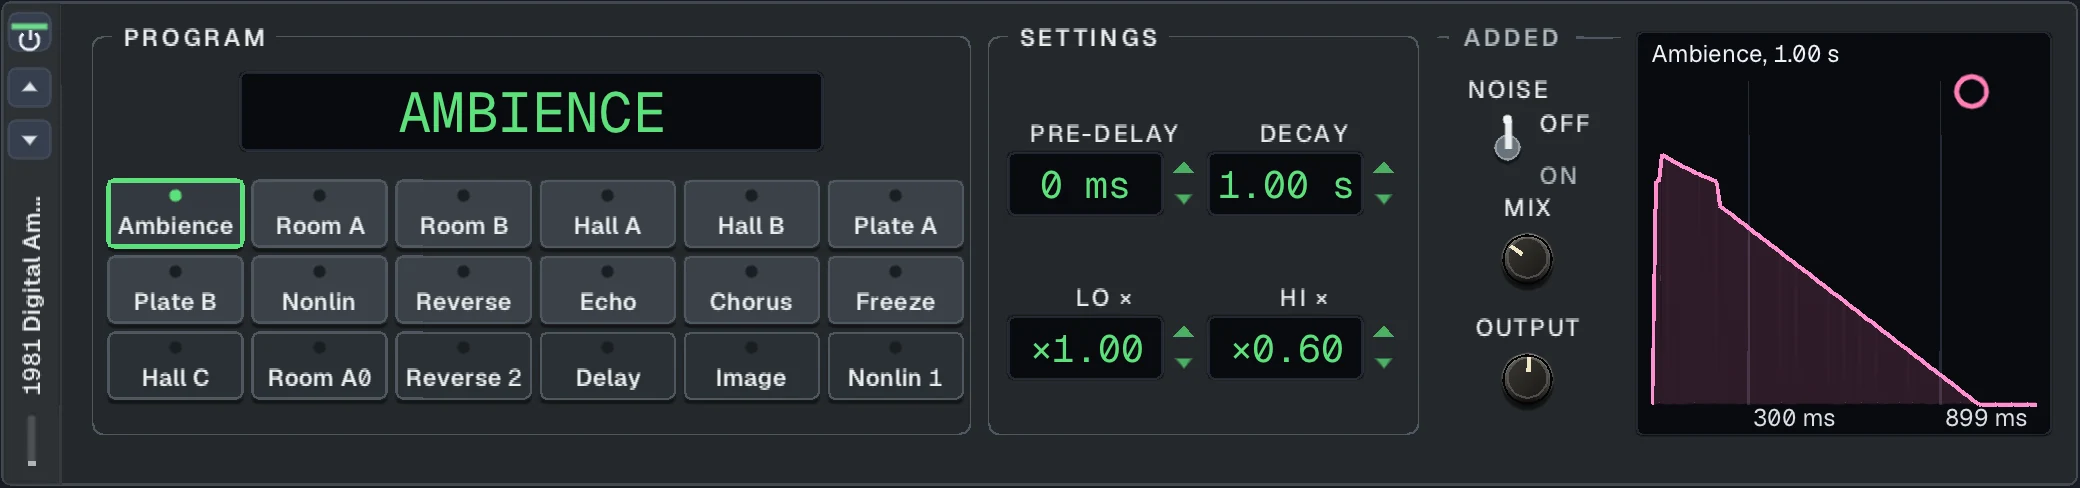 1981 Digital Am...
PROGRAM
AMBIENCE
Ambience
Room A
Room B
Hall A
Hall B
Plate A
Plate B
Nonlin
Reverse
Echo
Chorus
Freeze
Hall C
Room A0
Reverse 2
Delay
Image
Nonlin 1
SETTINGS
PRE-DELAY
DECAY
0 ms
1.00 s
LO ×
HI ×
×1.00
×0.60
ADDED
NOISE
OFF
ON
MIX
OUTPUT
Ambience, 1.00 s
300 ms
899 ms